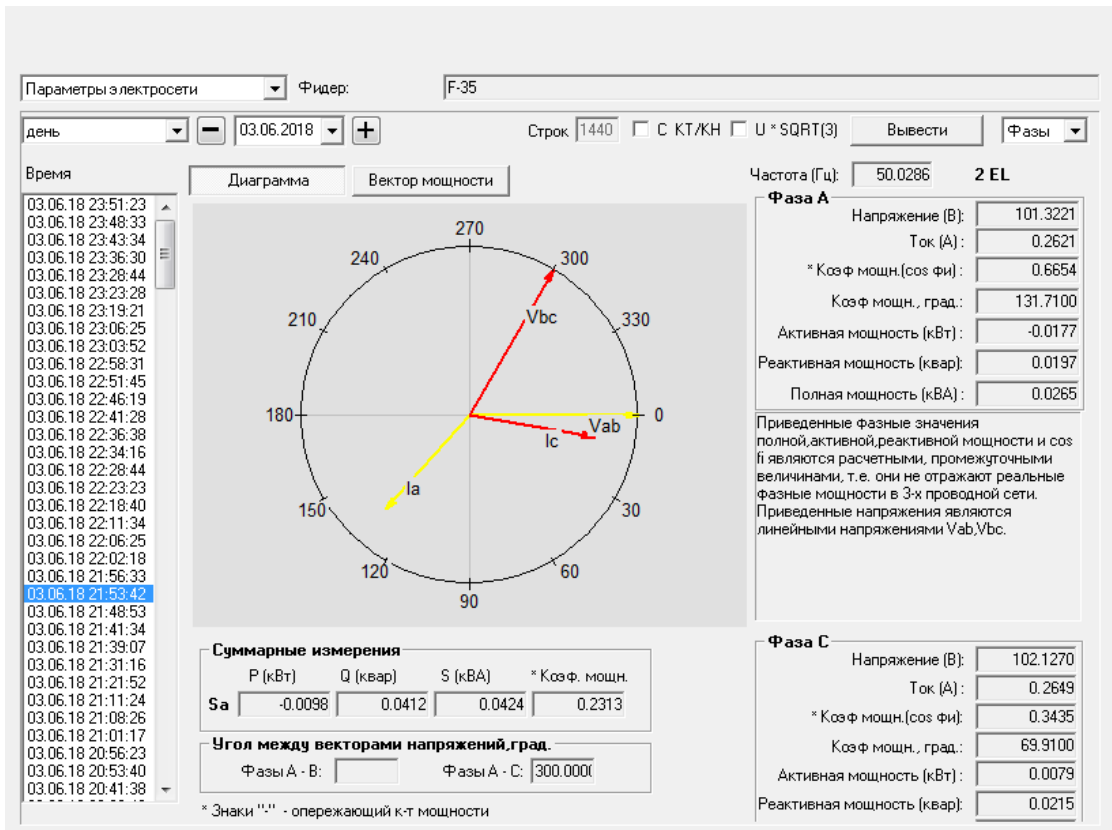 Параметры электросети
Фидер:
F-35
день
03.06.2018
Строк 1440
С КТ/КН
U * SQRT(3)
Вывести
Фазы
Время
Диаграмма
Вектор мощности
Частота (Гц): 50.0286
2 EL
03.06.18 23:51:23
03.06.18 23:48:33
03.06.18 23:43:34
03.06.18 23:36:30
03.06.18 23:28:44
03.06.18 23:23:28
03.06.18 23:19:21
03.06.18 23:06:25
03.06.18 23:03:52
03.06.18 22:58:31
03.06.18 22:51:45
03.06.18 22:46:19
03.06.18 22:41:28
03.06.18 22:36:38
03.06.18 22:34:16
03.06.18 22:28:44
03.06.18 22:23:23
03.06.18 22:18:40
03.06.18 22:11:34
03.06.18 22:06:25
03.06.18 22:02:18
03.06.18 21:56:33
03.06.18 21:53:42
03.06.18 21:48:53
03.06.18 21:41:34
03.06.18 21:39:07
03.06.18 21:31:16
03.06.18 21:21:52
03.06.18 21:11:24
03.06.18 21:08:26
03.06.18 21:01:17
03.06.18 20:56:23
03.06.18 20:53:40
03.06.18 20:41:38
270
240
300
210
Vbc
330
180
0
Vab
Ic
Ia
150
30
120
60
90
Фаза А
Напряжение (В): 101.3221
Ток (А) : 0.2621
* Коэф мощн.(cos фи) : 0.6654
Коэф мощн., град.: 131.7100
Активная мощность (кВт) : -0.0177
Реактивная мощность (квар): 0.0197
Полная мощность (кВА) : 0.0265
Приведенные фазные значения
полной,активной,реактивной мощности и cos
fi являются расчетными, промежуточными
величинами, т.е. они не отражают реальные
фазные мощности в 3-х проводной сети.
Приведенные напряжения являются
линейными напряжениями Vab,Vbc.
Суммарные измерения
P (кВт) Q (квар) S (кВА) * Коэф. мощн.
Sa -0.0098 0.0412 0.0424 0.2313
Угол между векторами напряжений,град.
Фазы А - В:
Фазы А - С: 300.000(
* Знаки "-" - опережающий к-т мощности
Фаза С
Напряжение (В): 102.1270
Ток (А) : 0.2649
* Коэф мощн.(cos фи): 0.3435
Коэф мощн., град.: 69.9100
Активная мощность (кВт) : 0.0079
Реактивная мощность (квар): 0.0215